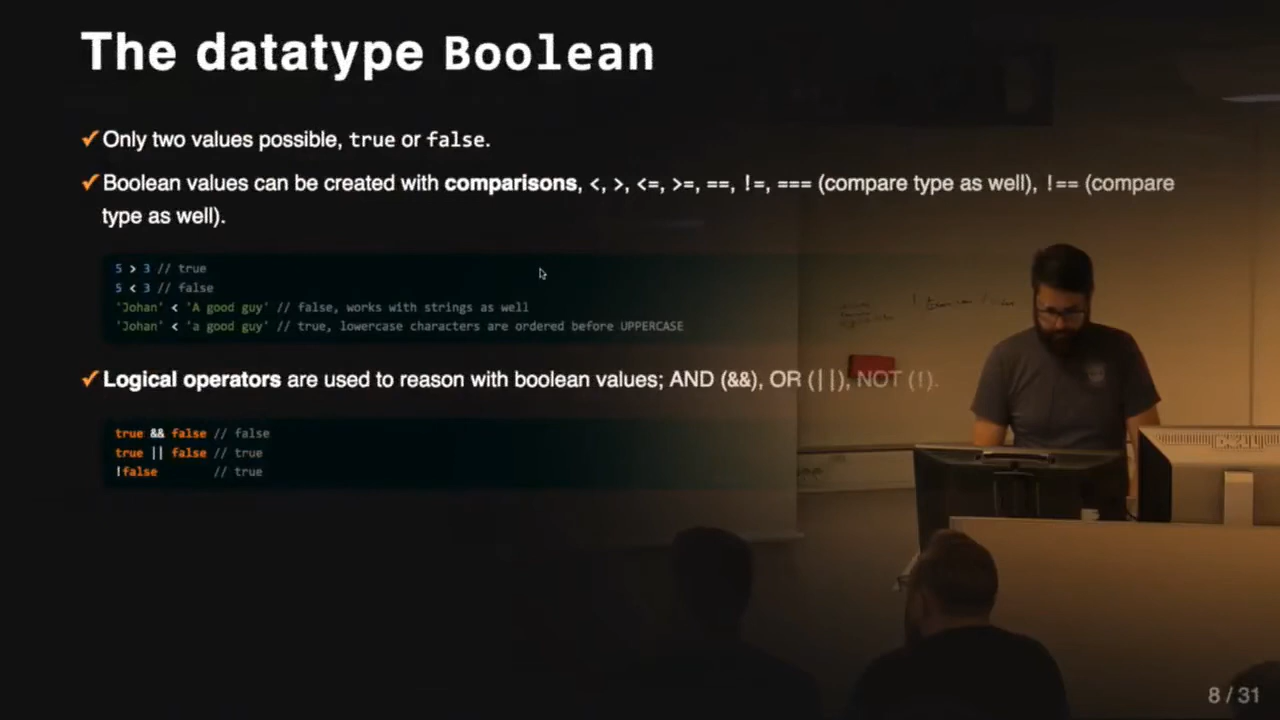 The datatype Boolean
✓Only two values possible, true or false.
✓Boolean values can be created with comparisons, <, >, <=, >=, ==, !=, === (compare type as well), !== (compare
type as well).
5 > 3 // true
5 < 3 // false
'Johan' < 'A good guy' // false, works with strings as well
'Johan' < 'a good guy' // true, lowercase characters are ordered before UPPERCASE
✓Logical operators are used to reason with boolean values; AND (&&), OR (||), NOT (!).
true && false // false
true || false // true
!false // true
DELL
8 / 31